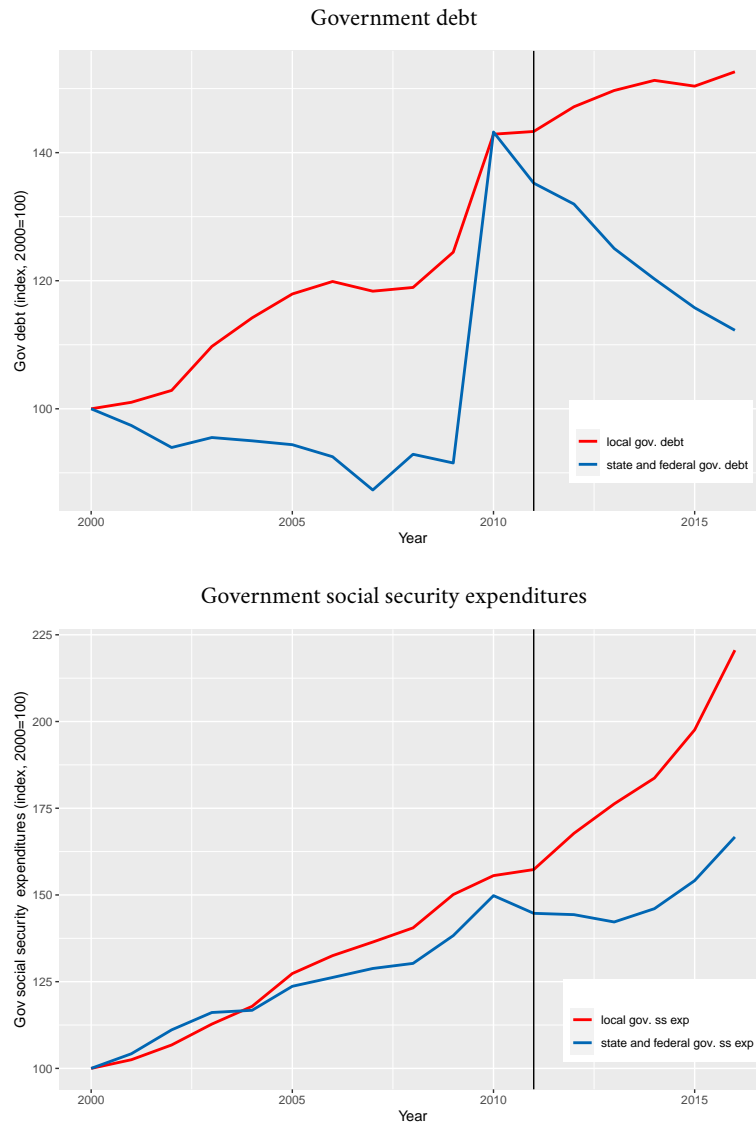 Government debt
140
120
100
Gov debt (index, 2000=100)
local gov. debt
state and federal gov. debt
2000 2005 2010 2015
Year
Government social security expenditures
225
200
175
150
125
100
Gov social security expenditures (index, 2000=100)
local gov. ss exp
state and federal gov. ss exp
2000 2005 2010 2015
Year